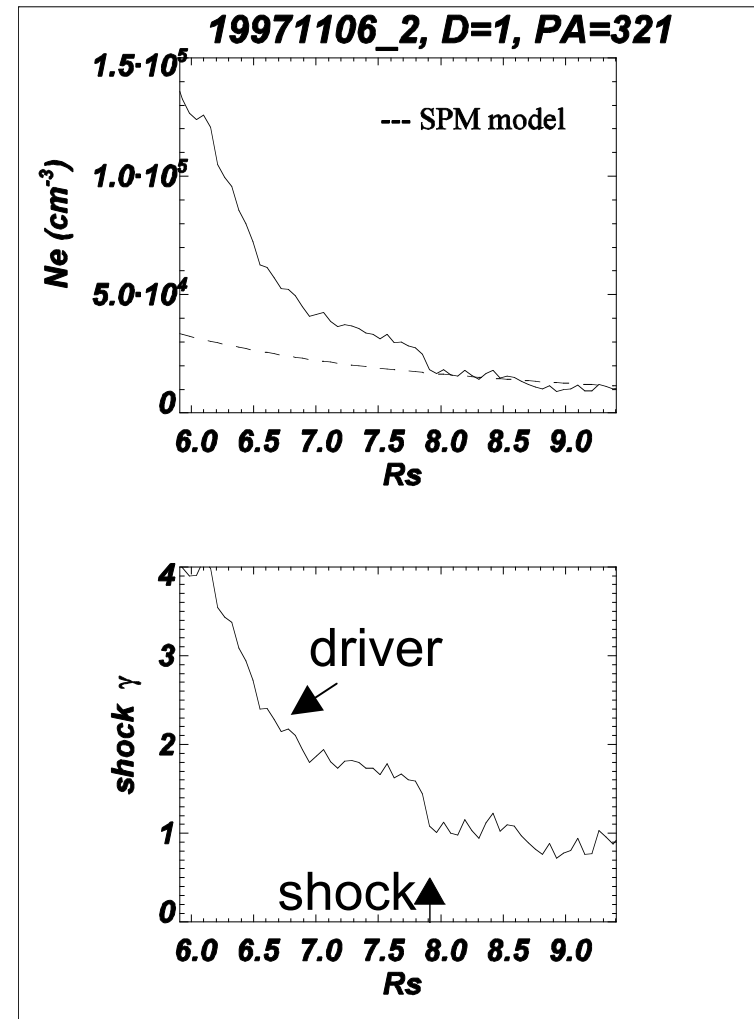 19971106_2, D=1, PA=321
1.5·10⁵
--- SPM model
1.0·10⁵
Ne (cm⁻³)
5.0·10⁴
0
6.0 6.5 7.0 7.5 8.0 8.5 9.0
Rs
4
driver
3
shock γ
2
1
shock
0
6.0 6.5 7.0 7.5 8.0 8.5 9.0
Rs